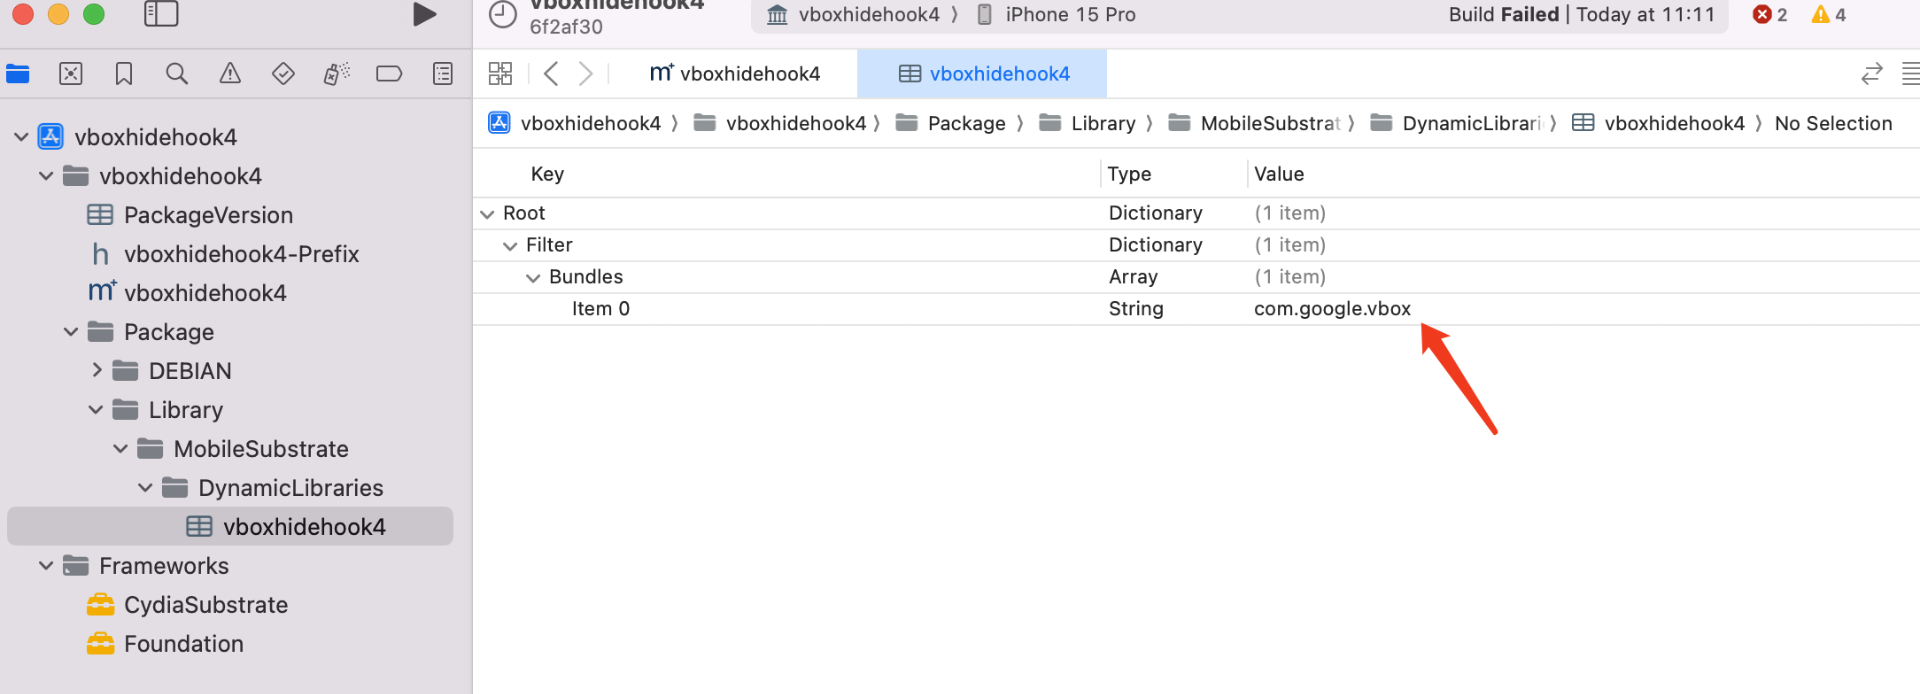 vboxhidehook4
6f2af30
vboxhidehook4 〉 iPhone 15 Pro
Build Failed | Today at 11:11
2
4
m+ vboxhidehook4
vboxhidehook4
vboxhidehook4 〉 vboxhidehook4 〉 Package 〉 Library 〉 MobileSubstrat 〉 DynamicLibrari 〉 vboxhidehook4 〉 No Selection
vboxhidehook4
vboxhidehook4
PackageVersion
h vboxhidehook4-Prefix
m+ vboxhidehook4
Package
DEBIAN
Library
MobileSubstrate
DynamicLibraries
vboxhidehook4
Frameworks
CydiaSubstrate
Foundation
Key Type Value
Root Dictionary (1 item)
Filter Dictionary (1 item)
Bundles Array (1 item)
Item 0 String com.google.vbox